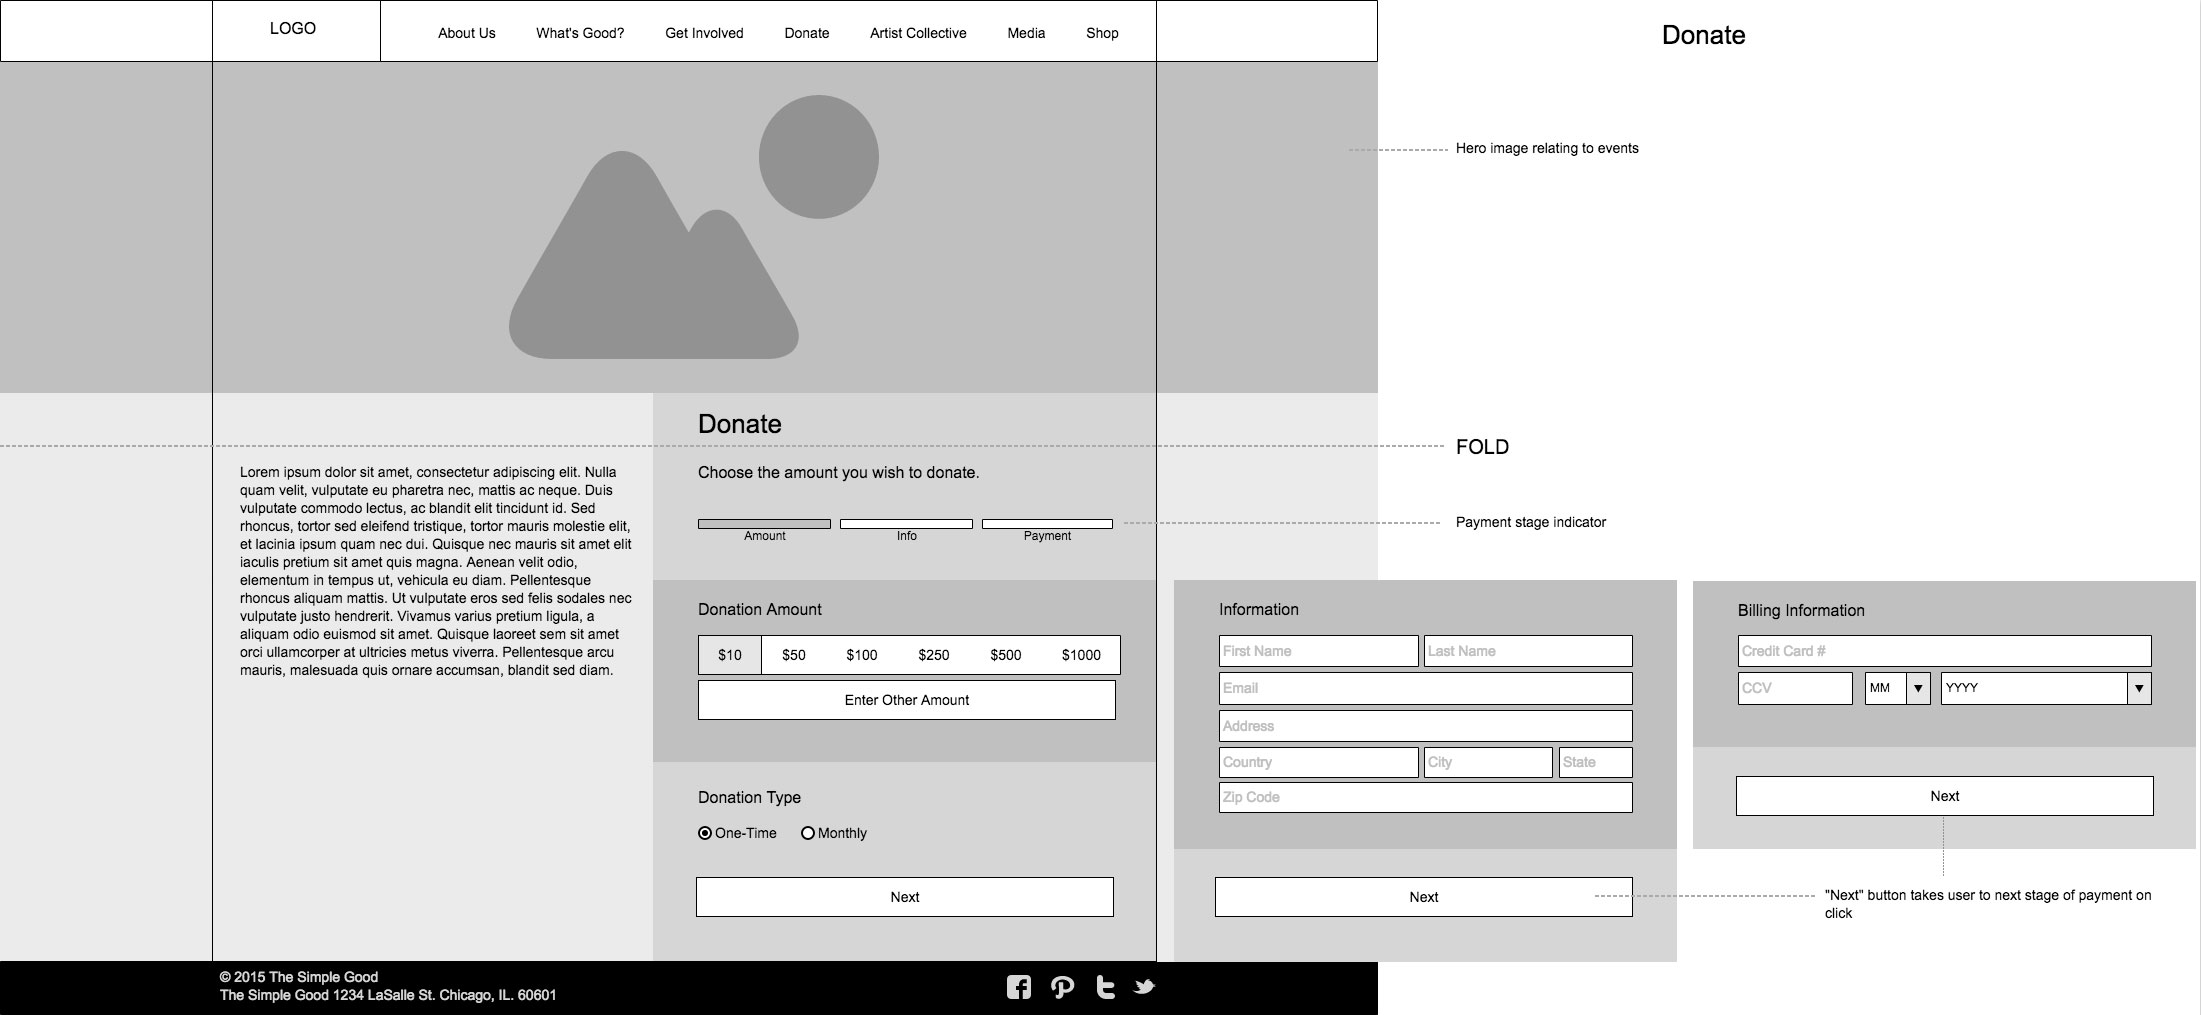 LOGO
About Us
What's Good?
Get Involved
Donate
Artist Collective
Media
Shop
Donate
Hero image relating to events
Donate
FOLD
Lorem ipsum dolor sit amet, consectetur adipiscing elit. Nulla
quam velit, vulputate eu pharetra nec, mattis ac neque. Duis
vulputate commodo lectus, ac blandit elit tincidunt id. Sed
rhoncus, tortor sed eleifend tristique, tortor mauris molestie elit,
et lacinia ipsum quam nec dui. Quisque nec mauris sit amet elit
iaculis pretium sit amet quis magna. Aenean velit odio,
elementum in tempus ut, vehicula eu diam. Pellentesque
rhoncus aliquam mattis. Ut vulputate eros sed felis sodales nec
vulputate justo hendrerit. Vivamus varius pretium ligula, a
aliquam odio euismod sit amet. Quisque laoreet sem sit amet
orci ullamcorper at ultricies metus viverra. Pellentesque arcu
mauris, malesuada quis ornare accumsan, blandit sed diam.
Choose the amount you wish to donate.
Amount
Info
Payment
Payment stage indicator
Donation Amount
$10
$50
$100
$250
$500
$1000
Enter Other Amount
Donation Type
One-Time
Monthly
Next
Information
First Name
Last Name
Email
Address
Country
City
State
Zip Code
Next
Billing Information
Credit Card #
CCV
MM
YYYY
Next
"Next" button takes user to next stage of payment on
click
© 2015 The Simple Good
The Simple Good 1234 LaSalle St. Chicago, IL. 60601